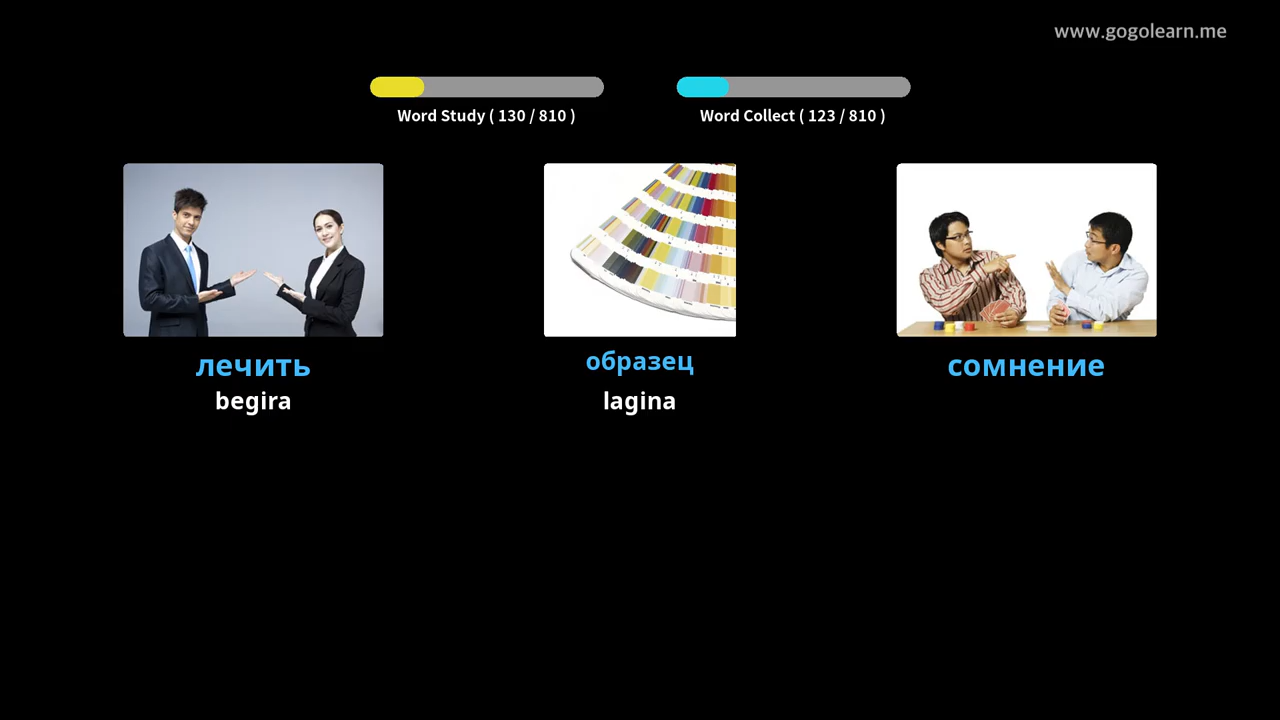 www.gogolearn.me
Word Study ( 130 / 810 )
Word Collect ( 123 / 810 )
лечить
begira
образец
lagina
сомнение